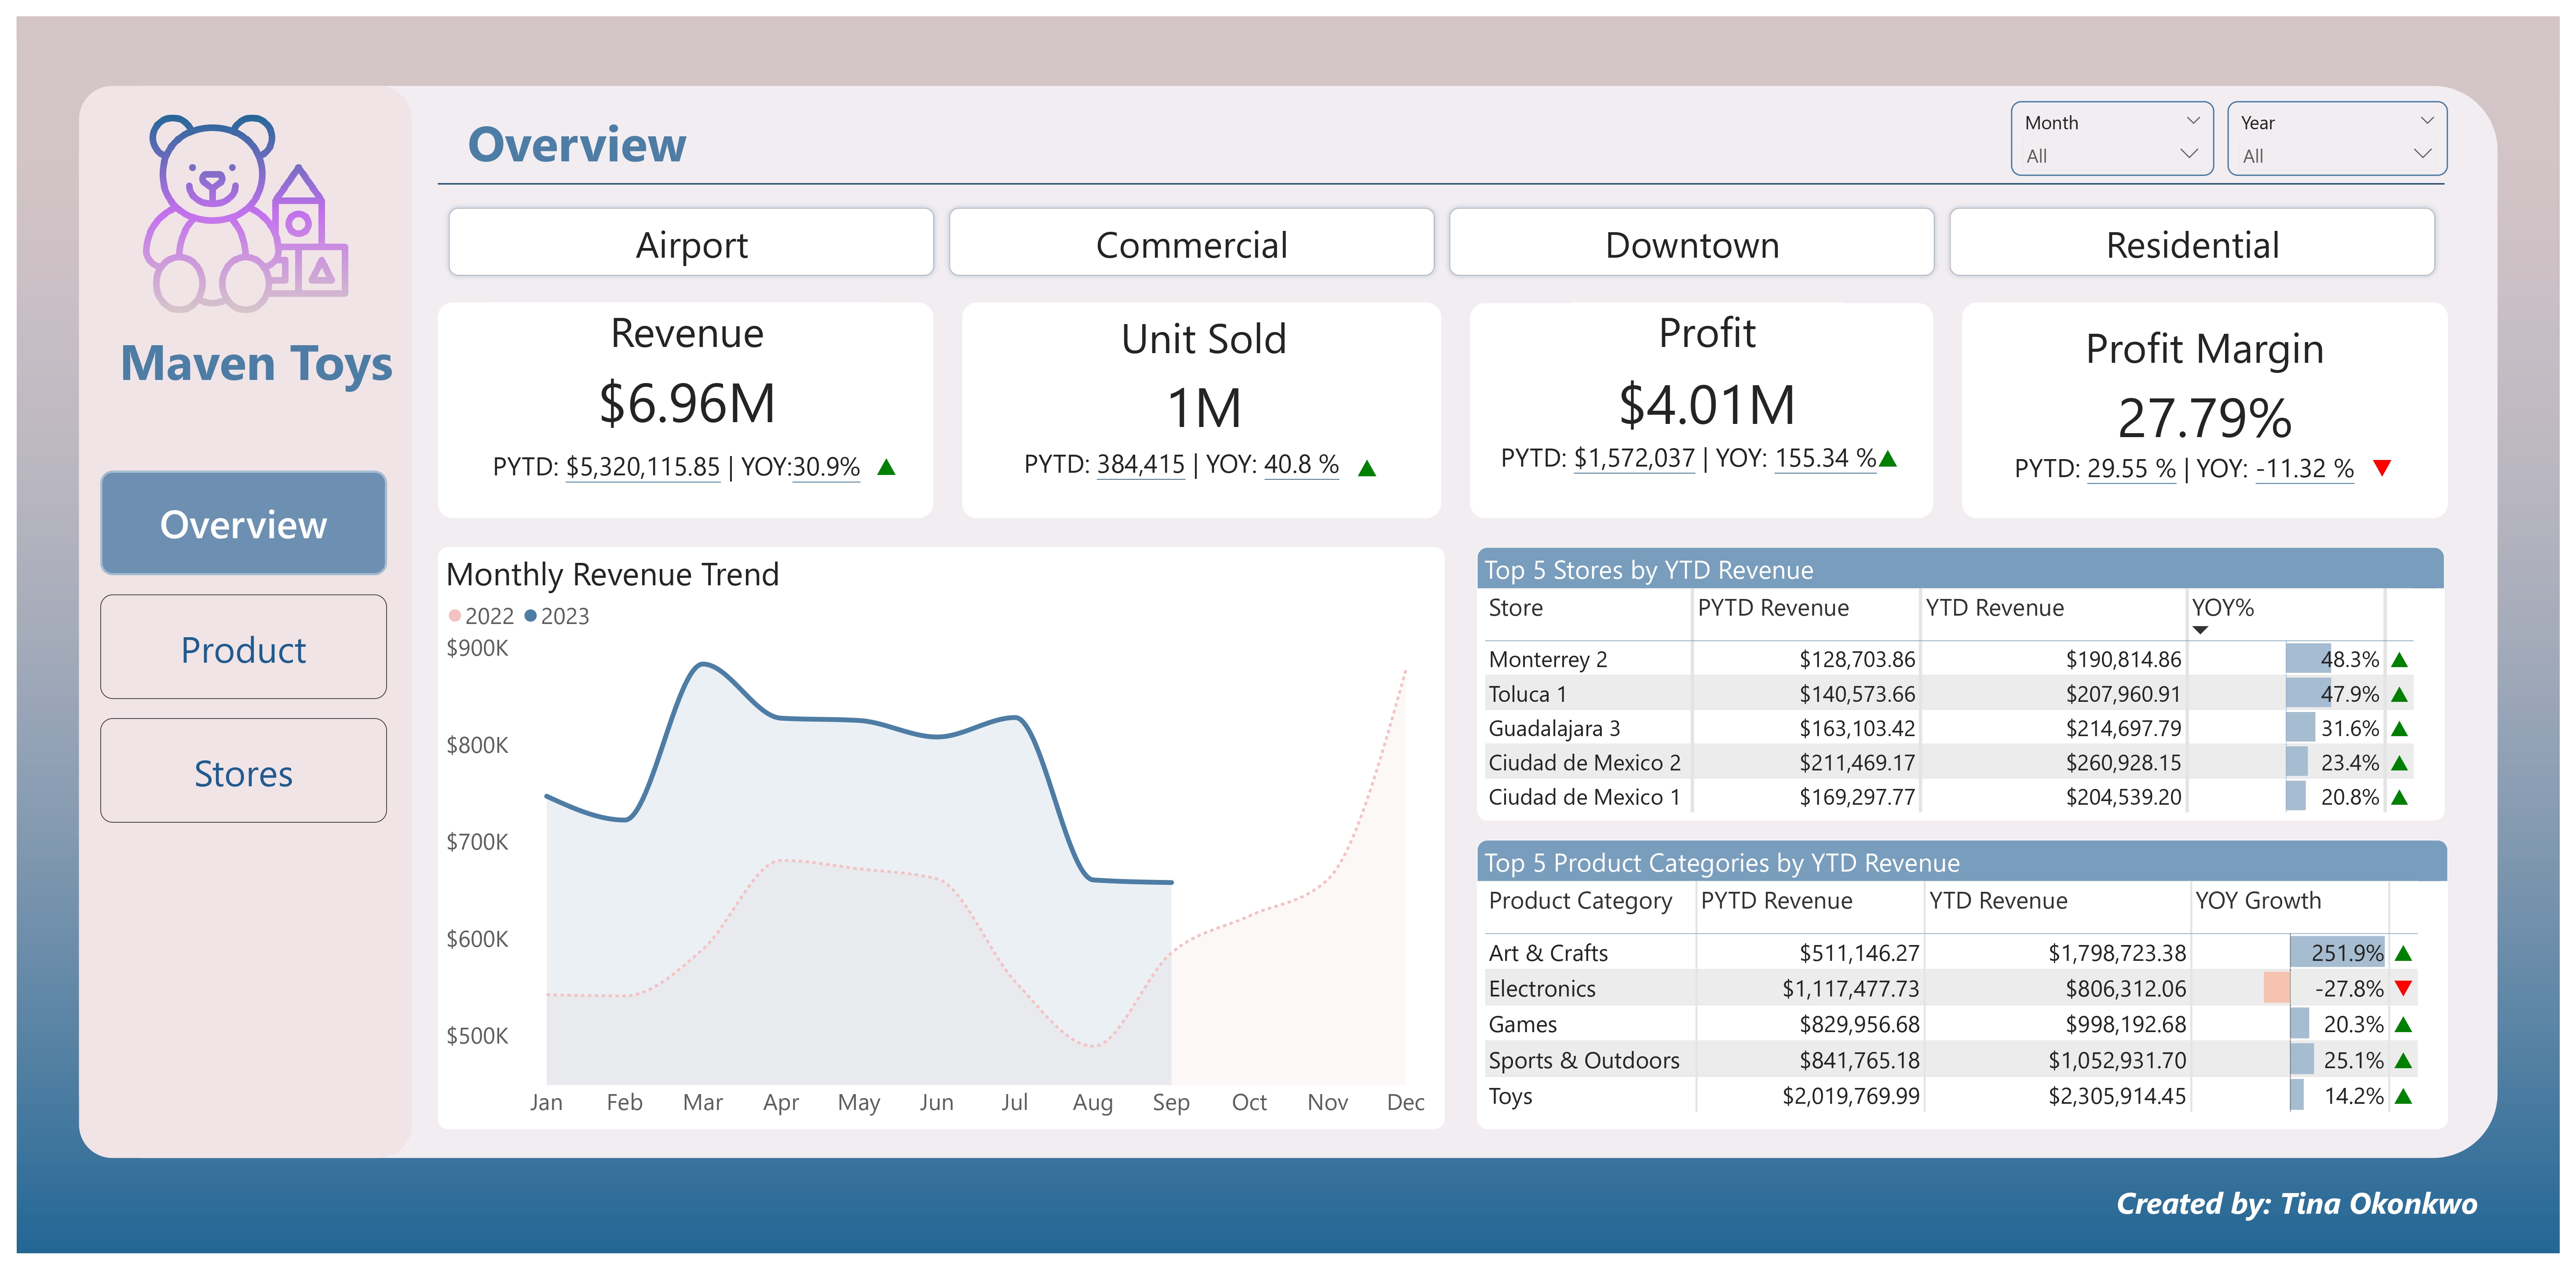 Maven Toys
Overview
Product
Stores
Overview
Month
All
Year
All
Airport
Commercial
Downtown
Residential
Revenue
$6.96M
PYTD: $5,320,115.85 | YOY:30.9%
Unit Sold
1M
PYTD: 384,415 | YOY: 40.8 %
Profit
$4.01M
PYTD: $1,572,037 | YOY: 155.34 %
Profit Margin
27.79%
PYTD: 29.55 % | YOY: -11.32 %
Monthly Revenue Trend
2022 2023
$900K
$800K
$700K
$600K
$500K
Jan Feb Mar Apr May Jun Jul Aug Sep Oct Nov Dec
Top 5 Stores by YTD Revenue
Store PYTD Revenue YTD Revenue YOY%
Monterrey 2 $128,703.86 $190,814.86 48.3%
Toluca 1 $140,573.66 $207,960.91 47.9%
Guadalajara 3 $163,103.42 $214,697.79 31.6%
Ciudad de Mexico 2 $211,469.17 $260,928.15 23.4%
Ciudad de Mexico 1 $169,297.77 $204,539.20 20.8%
Top 5 Product Categories by YTD Revenue
Product Category PYTD Revenue YTD Revenue YOY Growth
Art & Crafts $511,146.27 $1,798,723.38 251.9%
Electronics $1,117,477.73 $806,312.06 -27.8%
Games $829,956.68 $998,192.68 20.3%
Sports & Outdoors $841,765.18 $1,052,931.70 25.1%
Toys $2,019,769.99 $2,305,914.45 14.2%
Created by: Tina Okonkwo